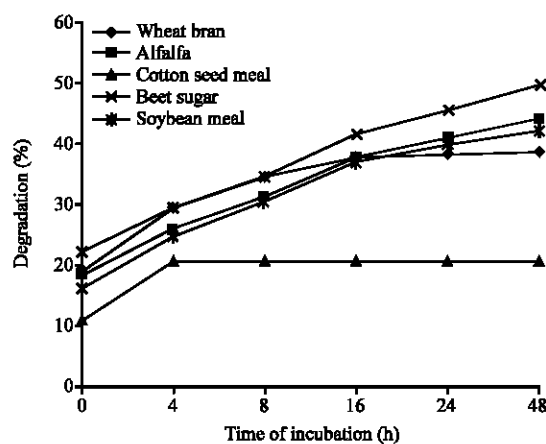 Wheat bran
Alfalfa
Cotton seed meal
Beet sugar
Soybean meal
Degradation (%)
60
50
40
30
20
10
0
0 4 8 16 24 48
Time of incubation (h)